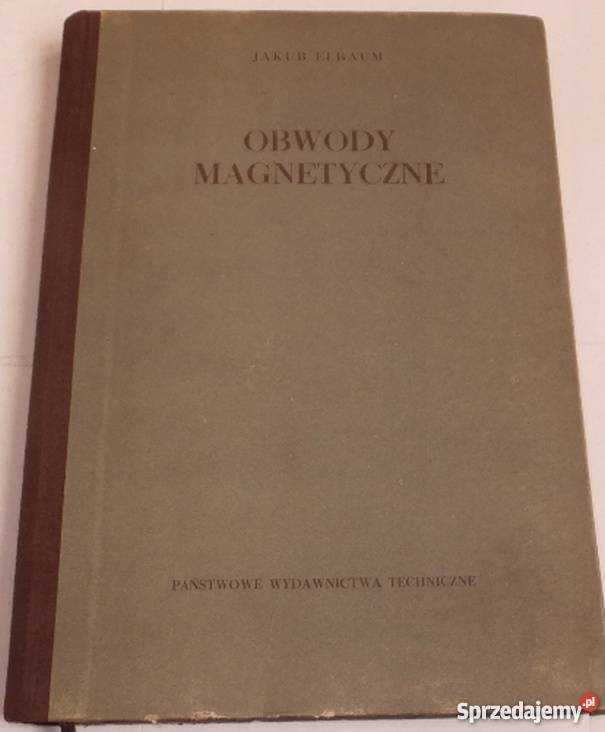 JAKUB ELBAUM
OBWODY
MAGNETYCZNE
PAŃSTWOWE WYDAWNICTWA TECHNICZNE
Sprzedajemy.pl